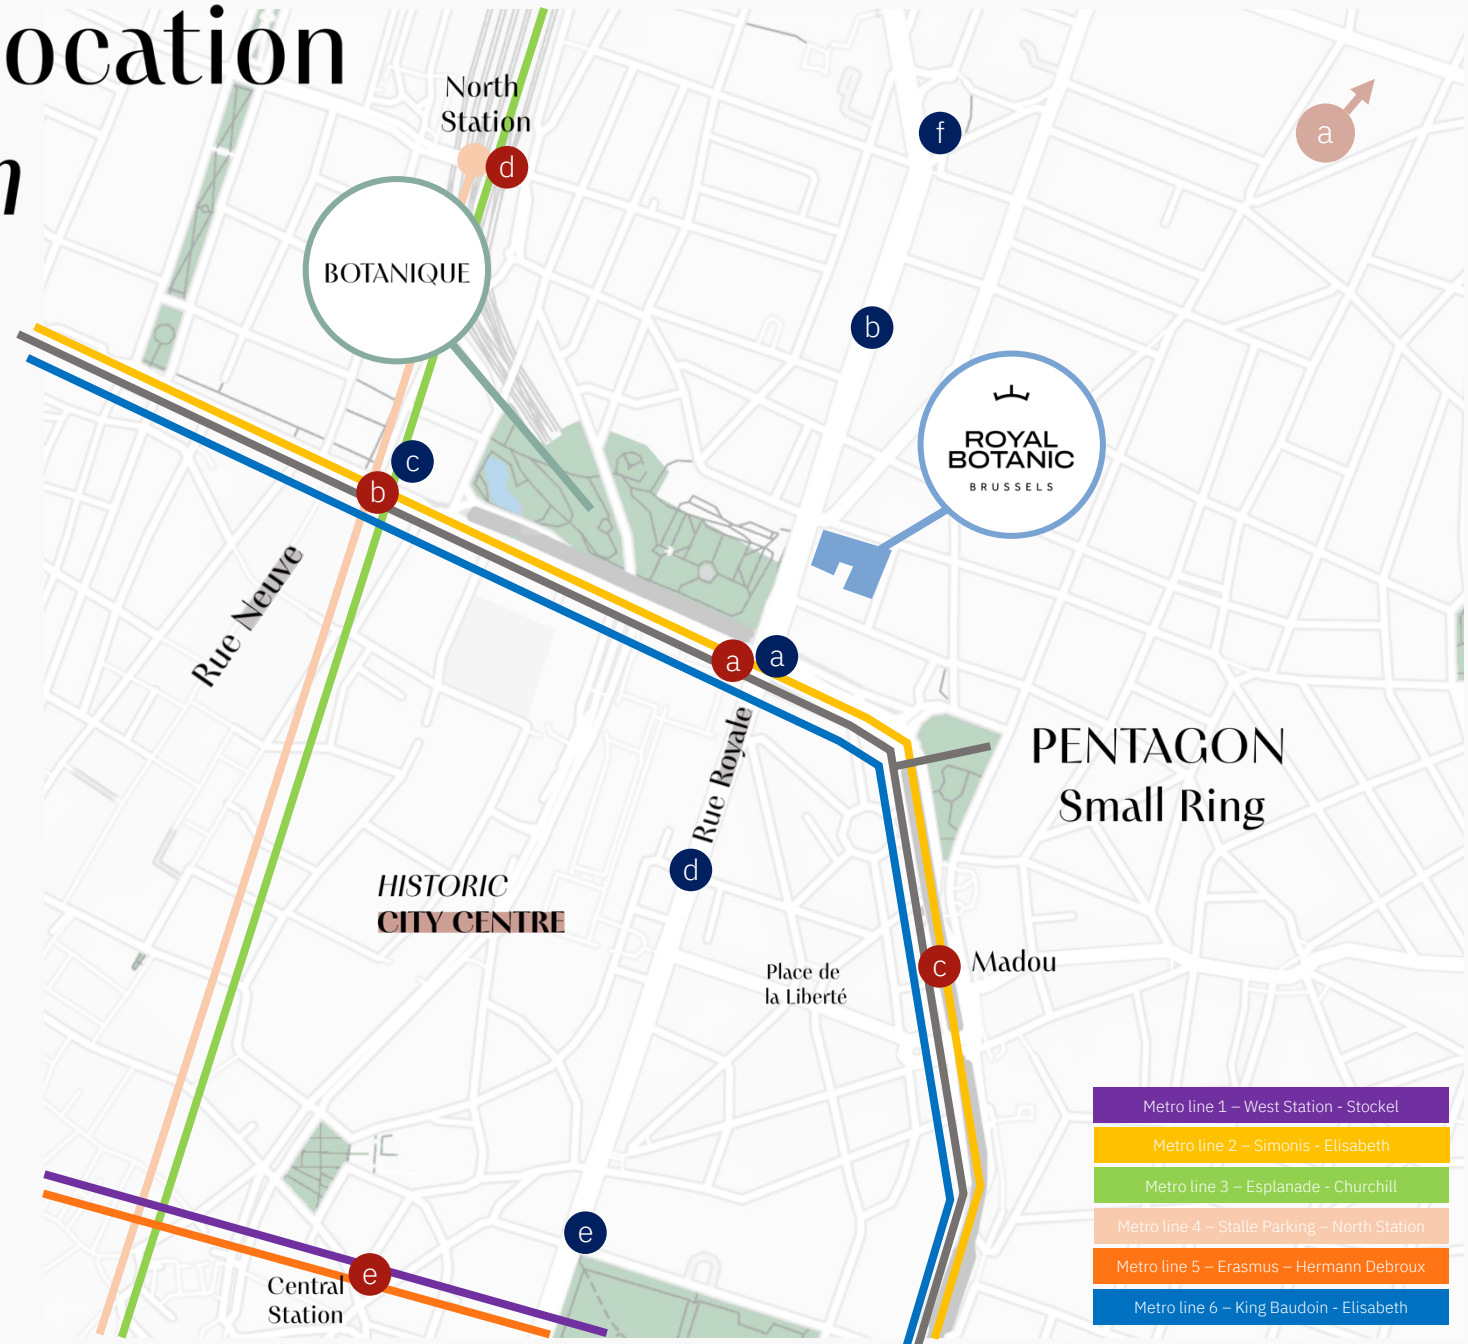 ocation
n
North
Station
d
f
a
BOTANIQUE
b
ROYAL
BOTANIC
BRUSSELS
c
b
Rue Neuve
a
a
Rue Royale
PENTAGON
Small Ring
d
HISTORIC
CITY CENTRE
Place de
la Liberté
c
Madou
e
e
Central
Station
Metro line 1 – West Station - Stockel
Metro line 2 – Simonis - Elisabeth
Metro line 3 – Esplanade - Churchill
Metro line 4 – Stalle Parking – North Station
Metro line 5 – Erasmus – Hermann Debroux
Metro line 6 – King Baudoin - Elisabeth